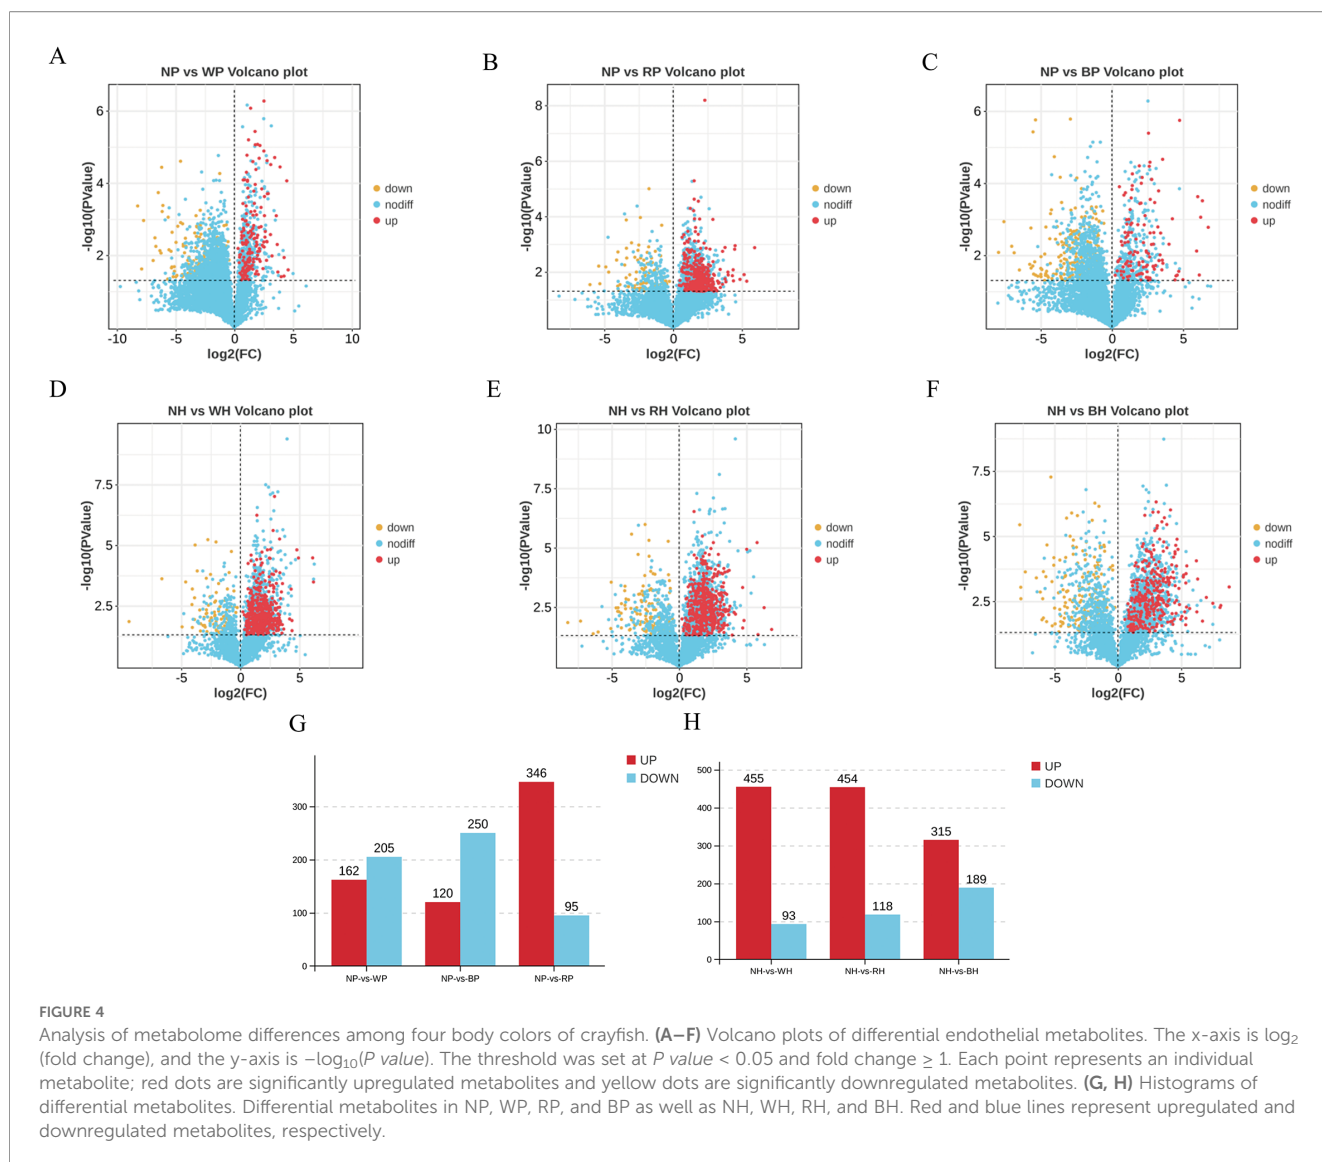 A
NP vs WP Volcano plot
-log10(PValue)
6
4
2
-10
-5
0
5
10
log2(FC)
down
nodiff
up
B
NP vs RP Volcano plot
-log10(PValue)
8
6
4
2
-5
0
5
log2(FC)
down
nodiff
up
C
NP vs BP Volcano plot
-log10(PValue)
6
4
2
-5
0
5
log2(FC)
down
nodiff
up
D
NH vs WH Volcano plot
-log10(PValue)
7.5
5
2.5
-5
0
5
log2(FC)
down
nodiff
up
E
NH vs RH Volcano plot
-log10(PValue)
10
7.5
5
2.5
-5
0
5
log2(FC)
down
nodiff
up
F
NH vs BH Volcano plot
-log10(PValue)
7.5
5
2.5
-5
0
5
log2(FC)
down
nodiff
up
G
UP
DOWN
300
200
100
0
162
205
120
250
346
95
NP-vs-WP
NP-vs-BP
NP-vs-RP
H
UP
DOWN
500
400
300
200
100
0
455
93
454
118
315
189
NH-vs-WH
NH-vs-RH
NH-vs-BH
FIGURE 4
Analysis of metabolome differences among four body colors of crayfish. (A–F) Volcano plots of differential endothelial metabolites. The x-axis is log2
(fold change), and the y-axis is −log10(P value). The threshold was set at P value < 0.05 and fold change ≥ 1. Each point represents an individual
metabolite; red dots are significantly upregulated metabolites and yellow dots are significantly downregulated metabolites. (G, H) Histograms of
differential metabolites. Differential metabolites in NP, WP, RP, and BP as well as NH, WH, RH, and BH. Red and blue lines represent upregulated and
downregulated metabolites, respectively.